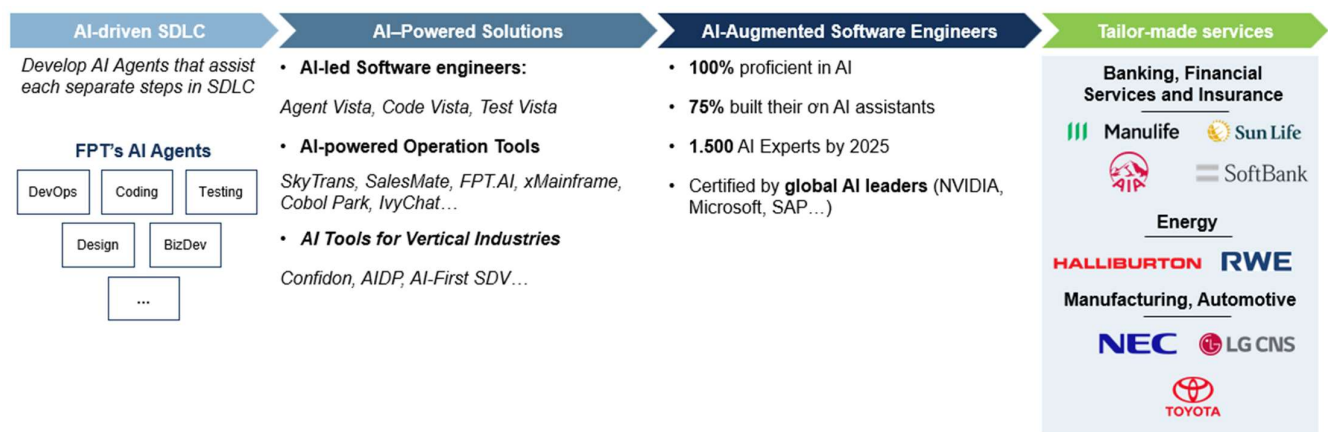 AI-driven SDLC
Develop AI Agents that assist
each separate steps in SDLC
FPT's AI Agents
DevOps
Coding
Testing
Design
BizDev
...
AI–Powered Solutions
• AI-led Software engineers:
Agent Vista, Code Vista, Test Vista
• AI-powered Operation Tools
SkyTrans, SalesMate, FPT.AI, xMainframe,
Cobol Park, IvyChat…
• AI Tools for Vertical Industries
Confidon, AIDP, AI-First SDV…
AI-Augmented Software Engineers
• 100% proficient in AI
• 75% built their ơn AI assistants
• 1.500 AI Experts by 2025
• Certified by global AI leaders (NVIDIA,
Microsoft, SAP…)
Tailor-made services
Banking, Financial
Services and Insurance
Manulife
Sun Life
AIA
SoftBank
Energy
HALLIBURTON
RWE
Manufacturing, Automotive
NEC
LG CNS
TOYOTA